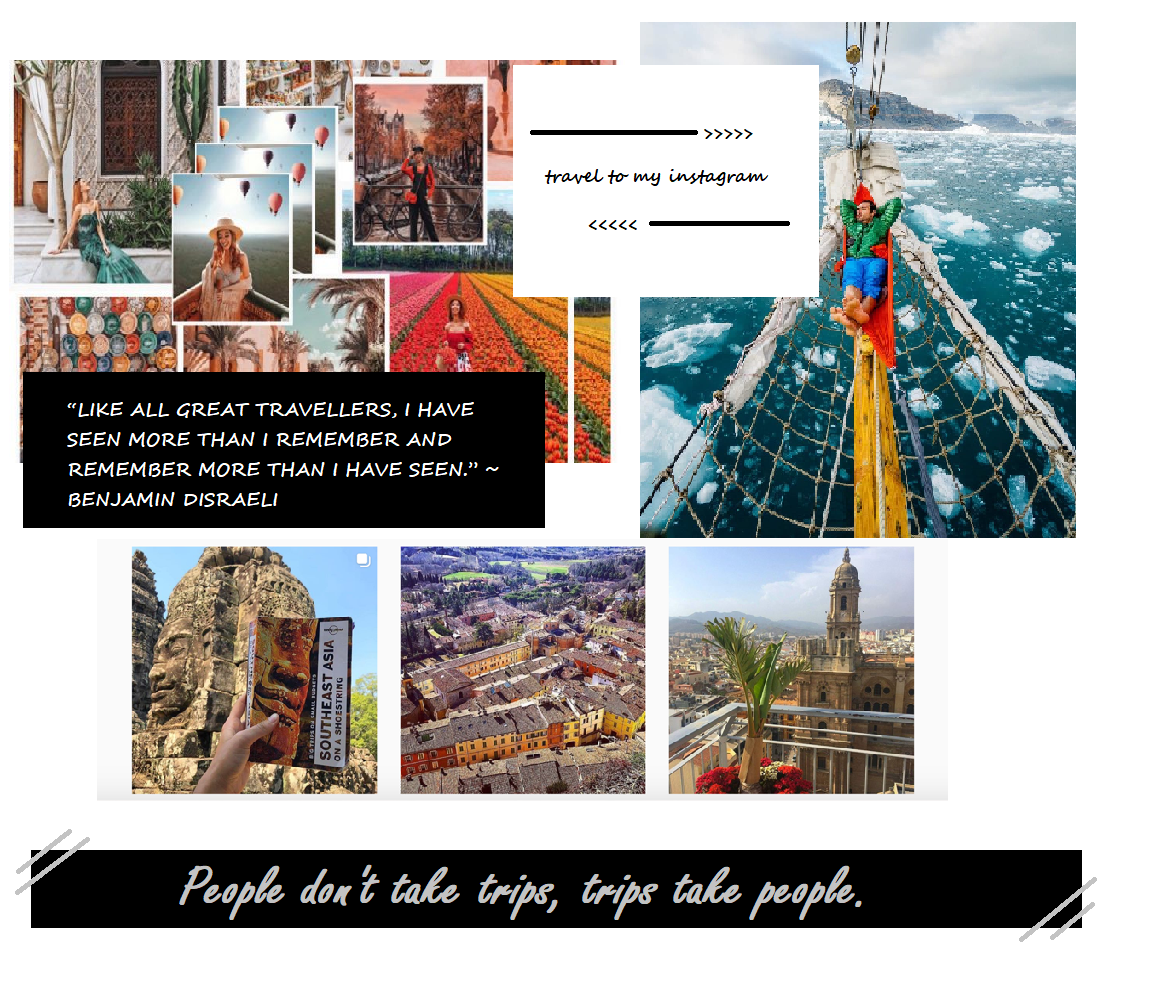 >>>>>
travel to my instagram
<<<<<
“LIKE ALL GREAT TRAVELLERS, I HAVE
SEEN MORE THAN I REMEMBER AND
REMEMBER MORE THAN I HAVE SEEN.” ~
BENJAMIN DISRAELI
SOUTHEAST ASIA
ON A SHOESTRING
People don't take trips, trips take people.